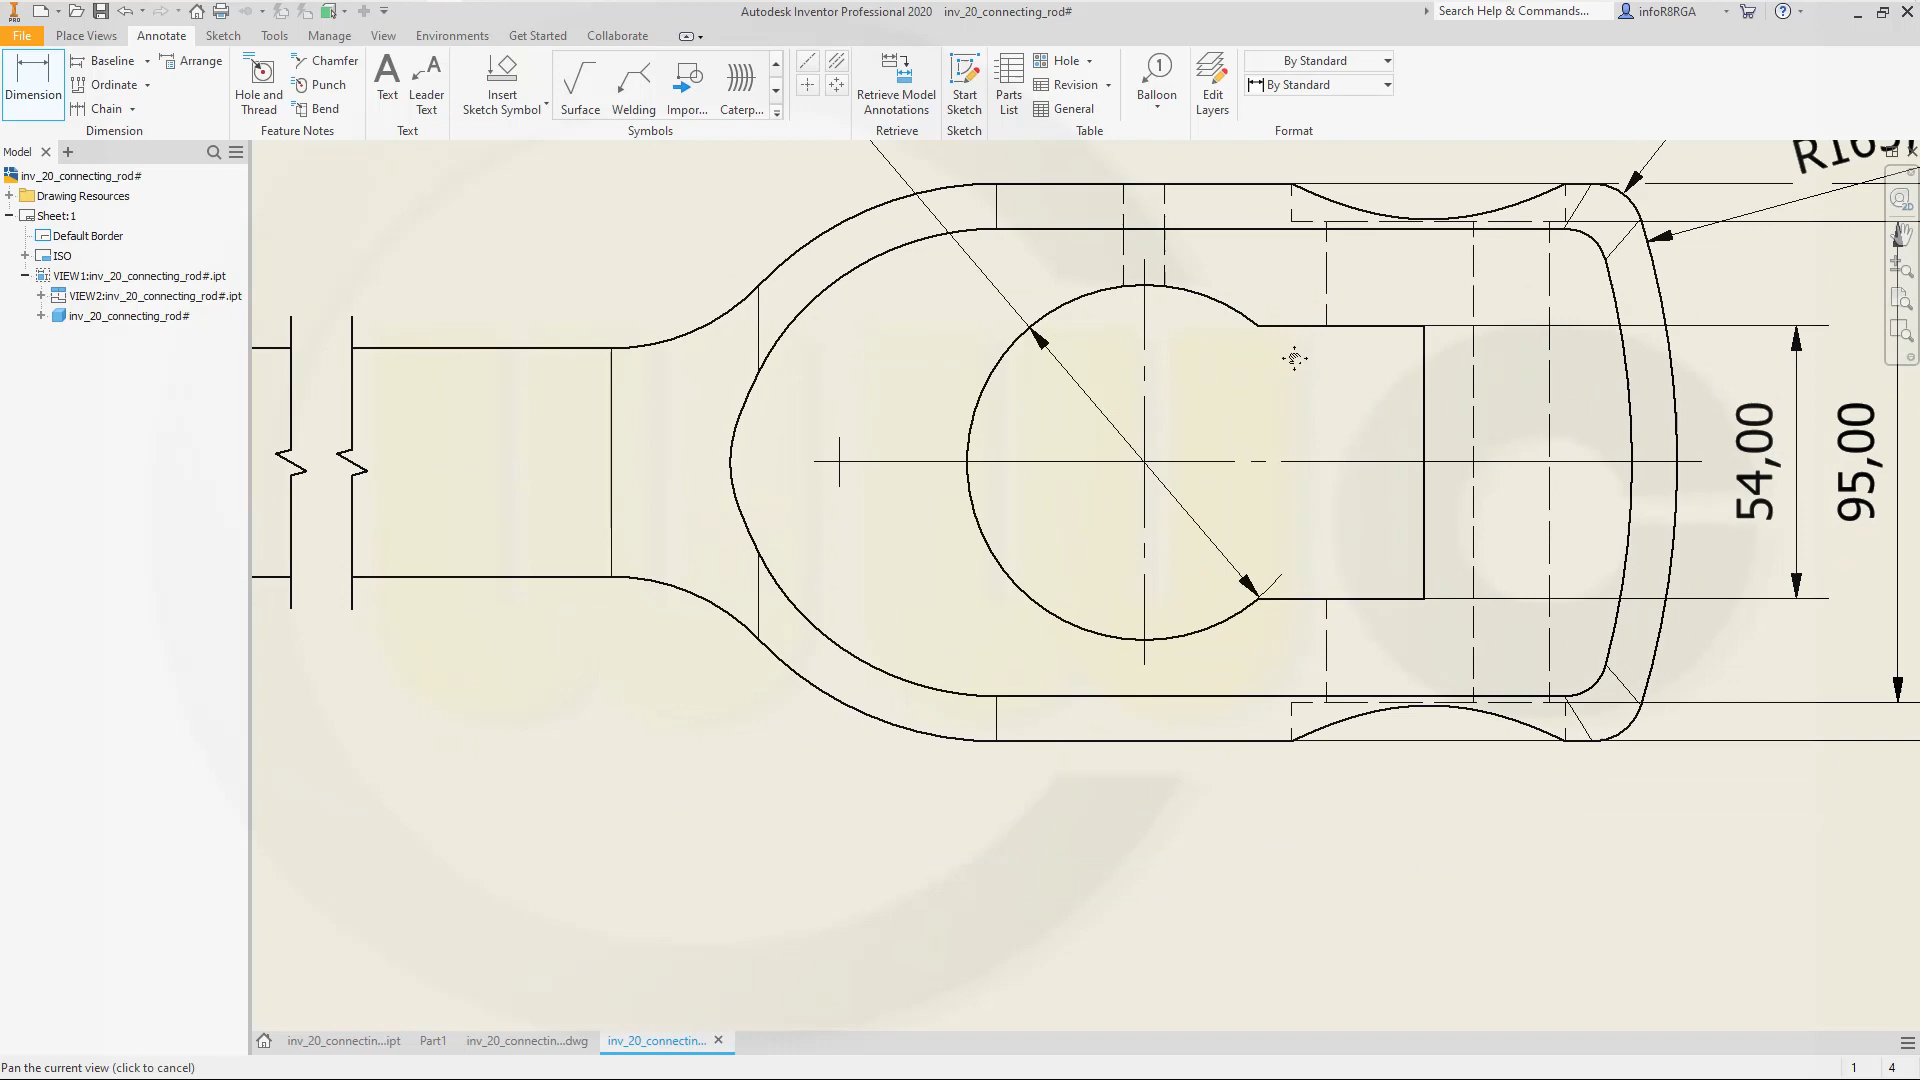 Autodesk Inventor Professional 2020 inv_20_connecting_rod#
Search Help & Commands...
infoR8RGA
PRO
File Place Views Annotate Sketch Tools Manage View Environments Get Started Collaborate
Dimension
Baseline
Ordinate
Chain
Arrange
Dimension
Hole and Thread
Chamfer
Punch
Bend
Feature Notes
Text
Leader Text
Text
Insert Sketch Symbol
Surface
Welding
Impor...
Caterp...
Symbols
Retrieve Model Annotations
Retrieve
Start Sketch
Sketch
Parts List
Hole
Revision
General
Table
Balloon
Edit Layers
By Standard
By Standard
Format
Model
inv_20_connecting_rod#
Drawing Resources
Sheet:1
Default Border
ISO
VIEW1:inv_20_connecting_rod#.ipt
VIEW2:inv_20_connecting_rod#.ipt
inv_20_connecting_rod#
2D
54,00
95,00
inv_20_connectin...ipt
Part1
inv_20_connectin...dwg
inv_20_connectin...
Pan the current view (click to cancel)
1 4